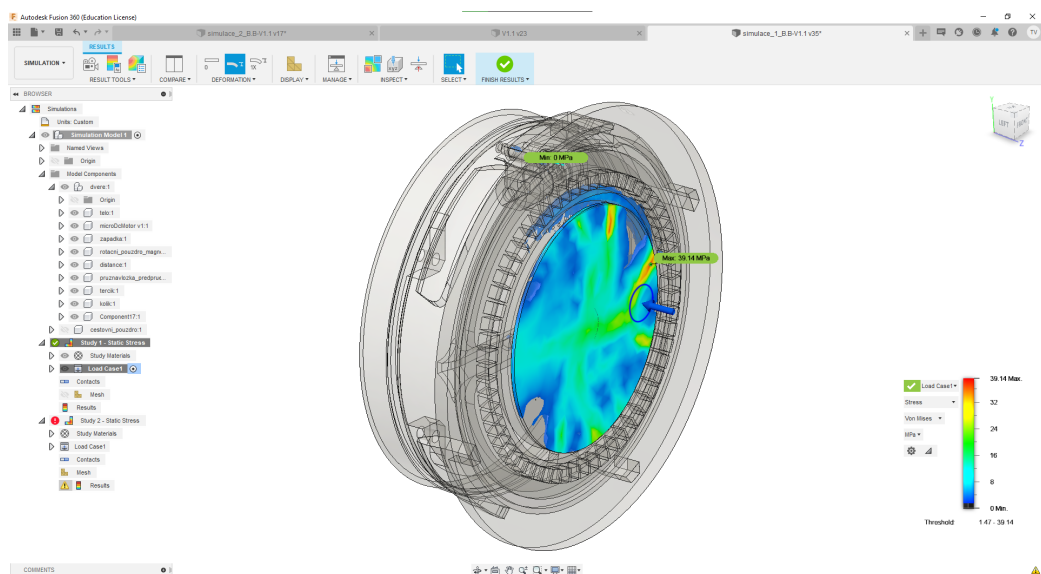 Autodesk Fusion 360 (Education License)
simulace_2_B.B-V1.1 v17*
V1.1 v23
simulace_1_B.B-V1.1 v35*
TV
SIMULATION
RESULTS
RESULT TOOLS
COMPARE
DEFORMATION
DISPLAY
MANAGE
INSPECT
SELECT
FINISH RESULTS
BROWSER
Simulations
Units: Custom
Simulation Model 1
Named Views
Origin
Model Components
dvere:1
Origin
telo:1
microDcMotor v1:1
zapadka:1
rotacni_pouzdro_magn...
distance:1
pruznavlozka_predpruz...
tercik:1
kolik:1
Component17:1
cestovni_pouzdro:1
Study 1 - Static Stress
Study Materials
Load Case1
Contacts
Mesh
Results
Study 2 - Static Stress
Study Materials
Load Case1
Contacts
Mesh
Results
Min: 0 MPa
Max: 39.14 MPa
LEFT
Z
Load Case1
Stress
Von Mises
MPa
39.14 Max.
32
24
16
8
0 Min.
Threshold 1.47 - 39.14
COMMENTS